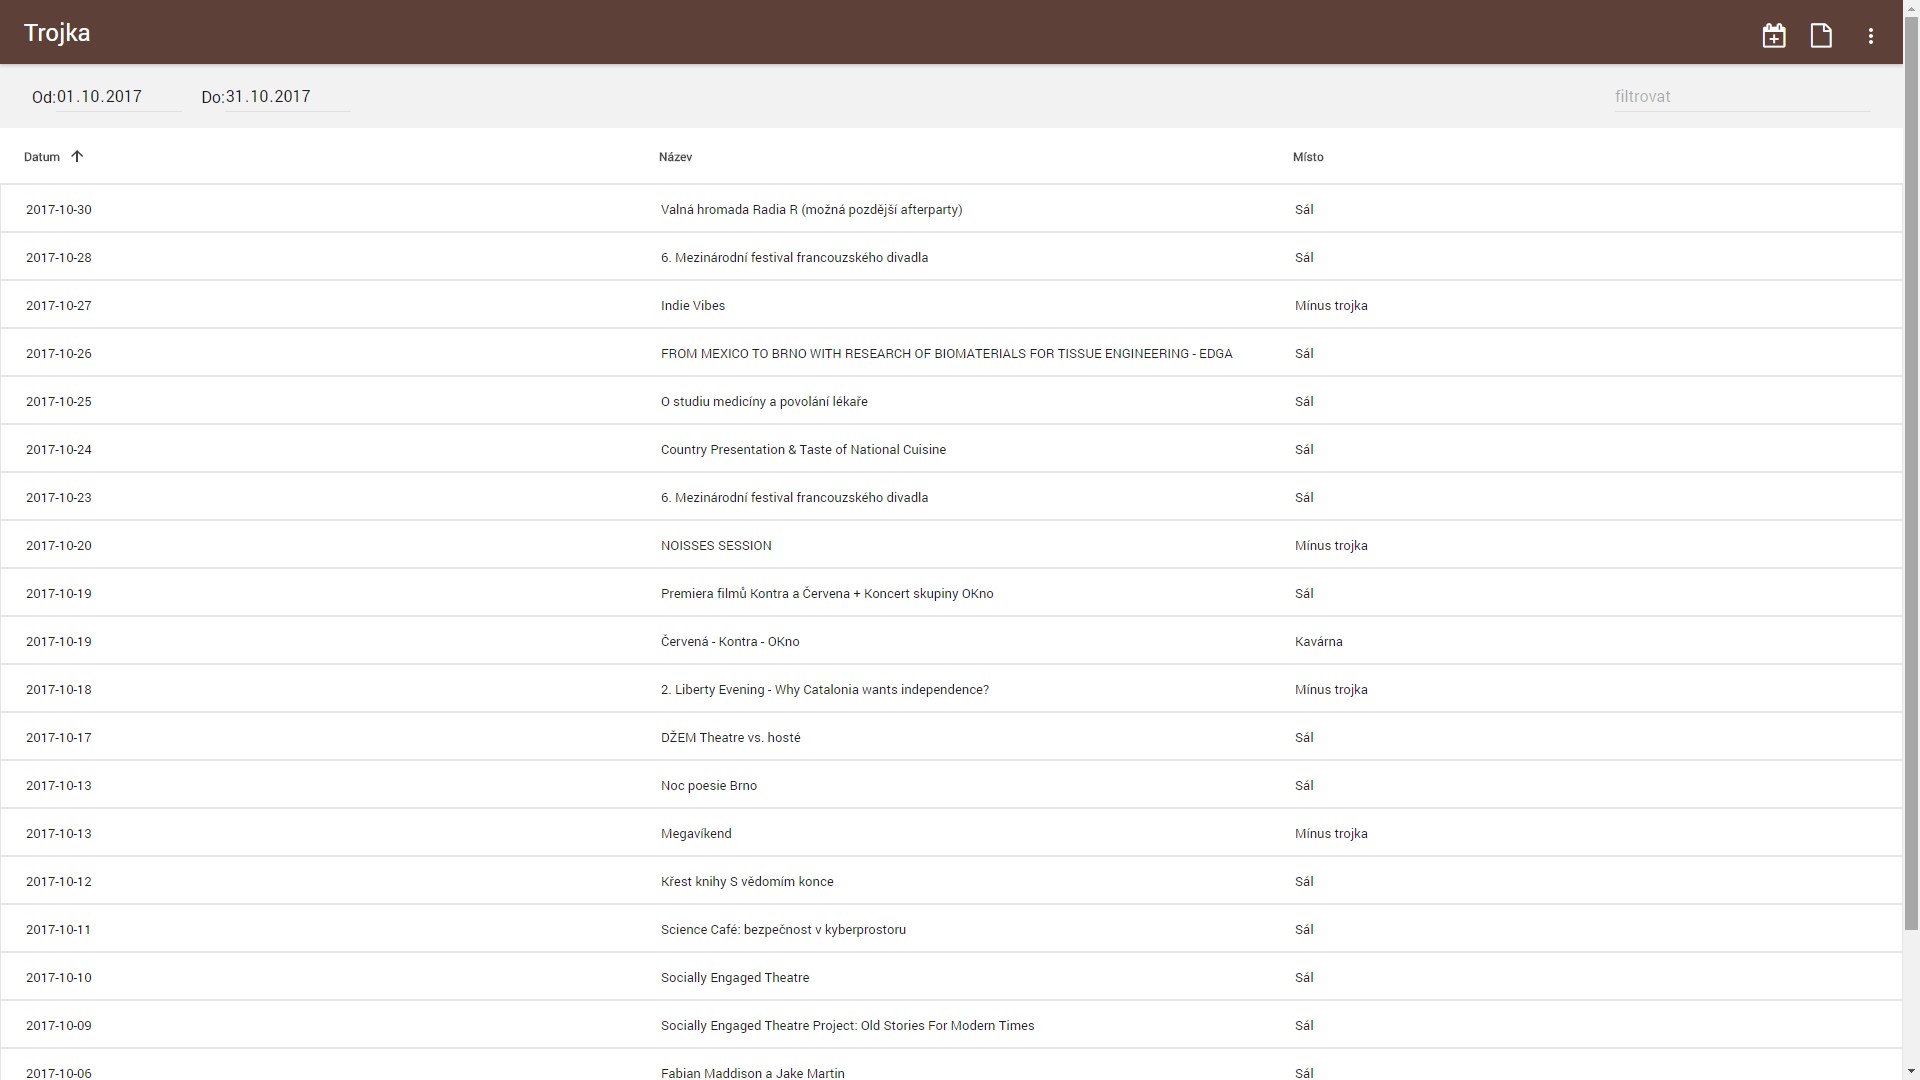 Trojka
Od:01.10.2017 Do:31.10.2017 filtrovat
Datum Název Místo
2017-10-30 Valná hromada Radia R (možná pozdější afterparty) Sál
2017-10-28 6. Mezinárodní festival francouzského divadla Sál
2017-10-27 Indie Vibes Mínus trojka
2017-10-26 FROM MEXICO TO BRNO WITH RESEARCH OF BIOMATERIALS FOR TISSUE ENGINEERING - EDGA Sál
2017-10-25 O studiu medicíny a povolání lékaře Sál
2017-10-24 Country Presentation & Taste of National Cuisine Sál
2017-10-23 6. Mezinárodní festival francouzského divadla Sál
2017-10-20 NOISSES SESSION Mínus trojka
2017-10-19 Premiera filmů Kontra a Červena + Koncert skupiny OKno Sál
2017-10-19 Červená - Kontra - OKno Kavárna
2017-10-18 2. Liberty Evening - Why Catalonia wants independence? Mínus trojka
2017-10-17 DŽEM Theatre vs. hosté Sál
2017-10-13 Noc poesie Brno Sál
2017-10-13 Megavíkend Mínus trojka
2017-10-12 Křest knihy S vědomím konce Sál
2017-10-11 Science Café: bezpečnost v kyberprostoru Sál
2017-10-10 Socially Engaged Theatre Sál
2017-10-09 Socially Engaged Theatre Project: Old Stories For Modern Times Sál
2017-10-06 Fabian Maddison a Jake Martin Sál